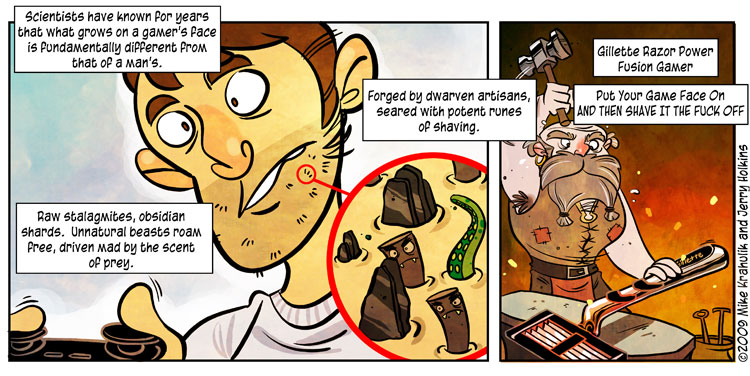 Scientists have known for years
that what grows on a gamer's face
is fundamentally different from
that of a man's.
Raw stalagmites, obsidian
shards. Unnatural beasts roam
free, driven mad by the scent
of prey.
Forged by dwarven artisans,
seared with potent runes
of shaving.
Gillette Razor Power
Fusion Gamer
Put Your Game Face On
AND THEN SHAVE IT THE FUCK OFF
Gillette
©2009 Mike Krahulik and Jerry Holkins